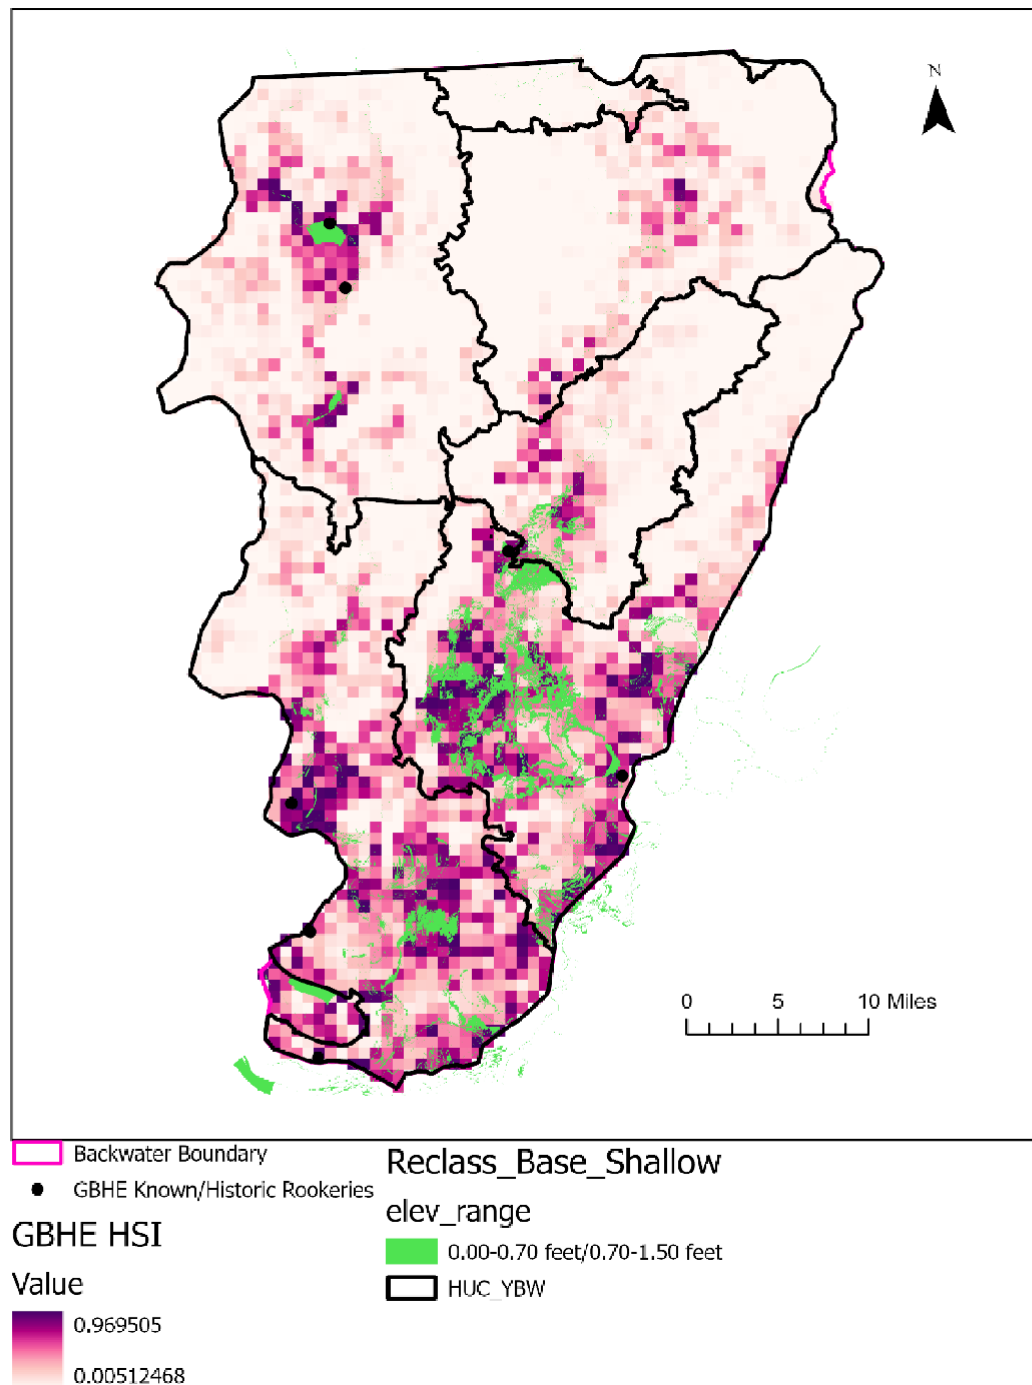 N
0 5 10 Miles
Backwater Boundary
GBHE Known/Historic Rookeries
GBHE HSI
Value
0.969505
0.00512468
Reclass_Base_Shallow
elev_range
0.00-0.70 feet/0.70-1.50 feet
HUC_YBW